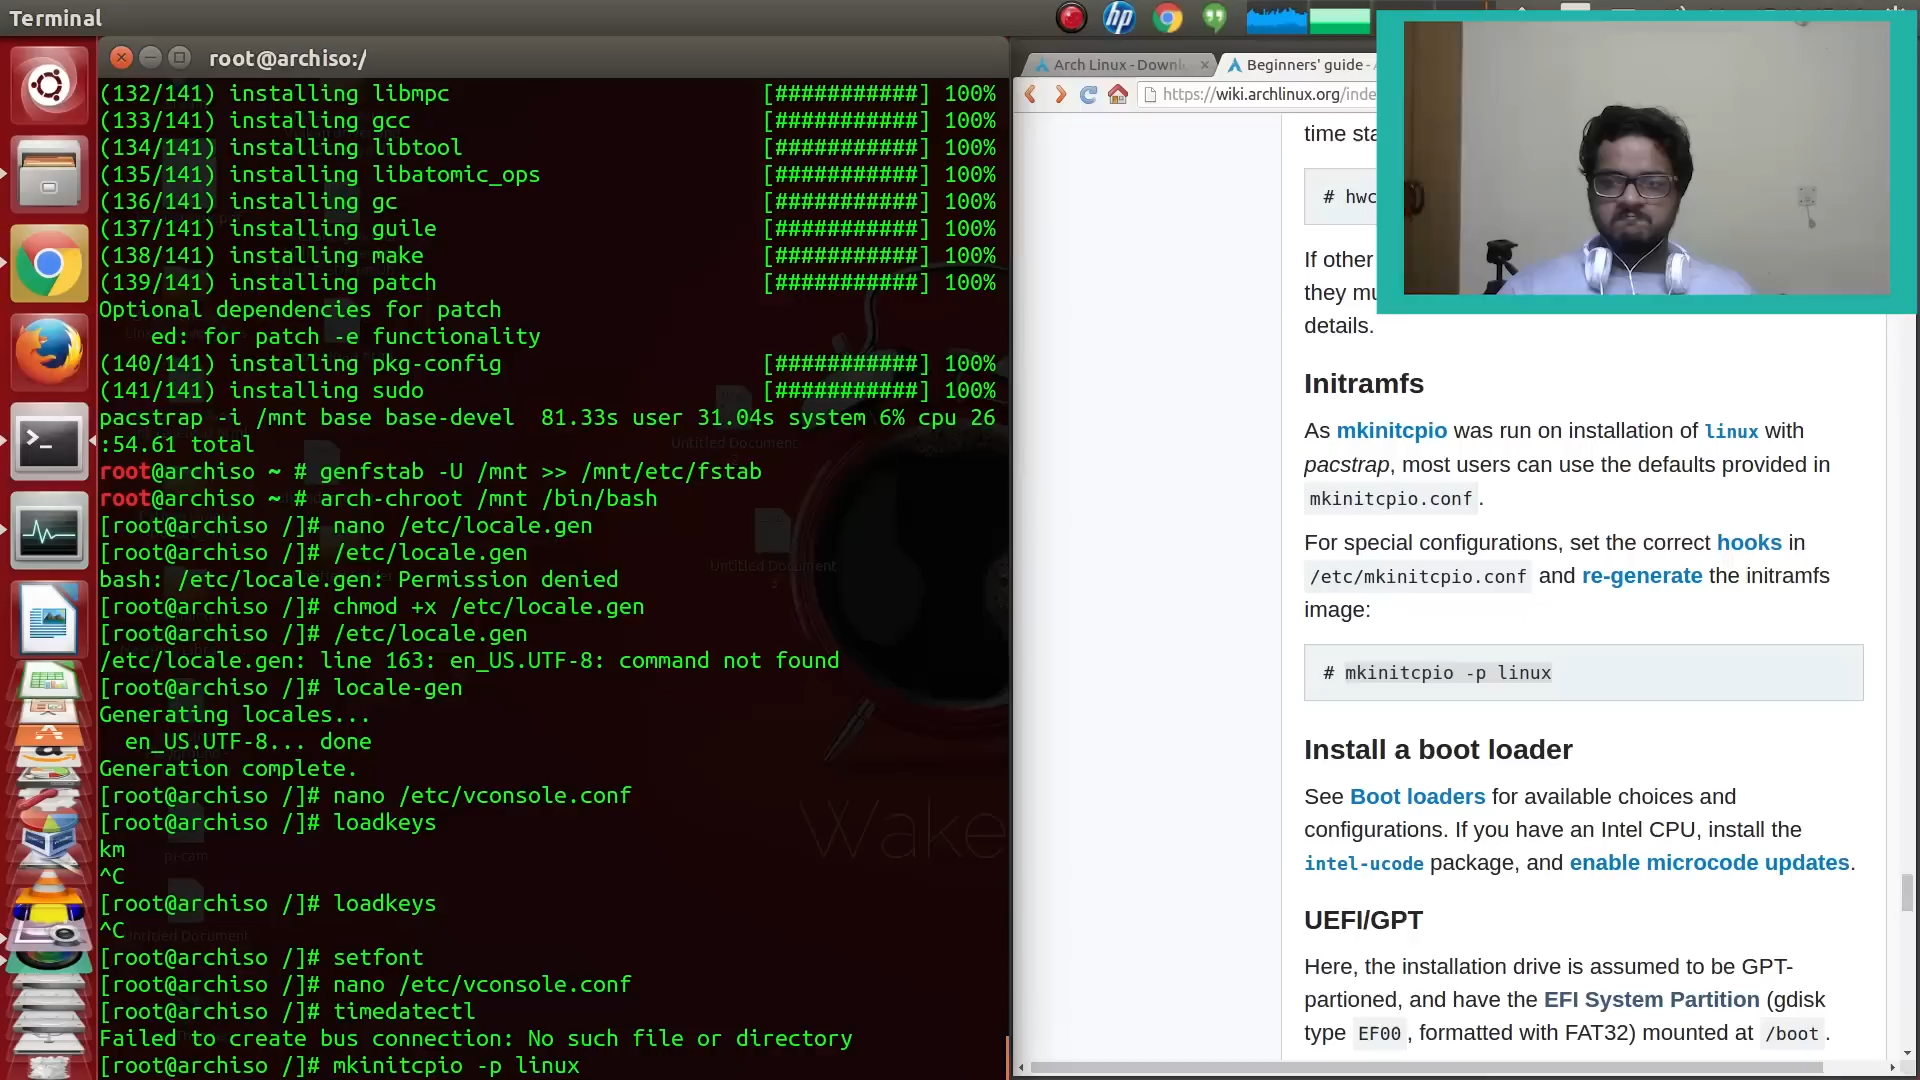 Terminal
root@archiso:/
(132/141) installing libmpc [###########] 100%
(133/141) installing gcc [###########] 100%
(134/141) installing libtool [###########] 100%
(135/141) installing libatomic_ops [###########] 100%
(136/141) installing gc [###########] 100%
(137/141) installing guile [###########] 100%
(138/141) installing make [###########] 100%
(139/141) installing patch [###########] 100%
Optional dependencies for patch
ed: for patch -e functionality
(140/141) installing pkg-config [###########] 100%
(141/141) installing sudo [###########] 100%
pacstrap -i /mnt base base-devel  81.33s user 31.04s system 6% cpu 26
:54.61 total
root@archiso ~ # genfstab -U /mnt >> /mnt/etc/fstab
root@archiso ~ # arch-chroot /mnt /bin/bash
[root@archiso /]# nano /etc/locale.gen
[root@archiso /]# /etc/locale.gen
bash: /etc/locale.gen: Permission denied
[root@archiso /]# chmod +x /etc/locale.gen
[root@archiso /]# /etc/locale.gen
/etc/locale.gen: line 163: en_US.UTF-8: command not found
[root@archiso /]# locale-gen
Generating locales...
en_US.UTF-8... done
Generation complete.
[root@archiso /]# nano /etc/vconsole.conf
[root@archiso /]# loadkeys
km
^C
[root@archiso /]# loadkeys
^C
[root@archiso /]# setfont
[root@archiso /]# nano /etc/vconsole.conf
[root@archiso /]# timedatectl
Failed to create bus connection: No such file or directory
[root@archiso /]# mkinitcpio -p linux
Untitled Document
Untitled Document
3
Wake
pi-cam
Untitled Document
Arch Linux - Downl
Beginners' guide -
https://wiki.archlinux.org/inde
time sta
# hwc
If other
they mu
details.
Initramfs
As mkinitcpio was run on installation of linux with
pacstrap, most users can use the defaults provided in
mkinitcpio.conf.
For special configurations, set the correct hooks in
/etc/mkinitcpio.conf and re-generate the initramfs
image:
# mkinitcpio -p linux
Install a boot loader
See Boot loaders for available choices and
configurations. If you have an Intel CPU, install the
intel-ucode package, and enable microcode updates.
UEFI/GPT
Here, the installation drive is assumed to be GPT-
partioned, and have the EFI System Partition (gdisk
type EF00, formatted with FAT32) mounted at /boot.